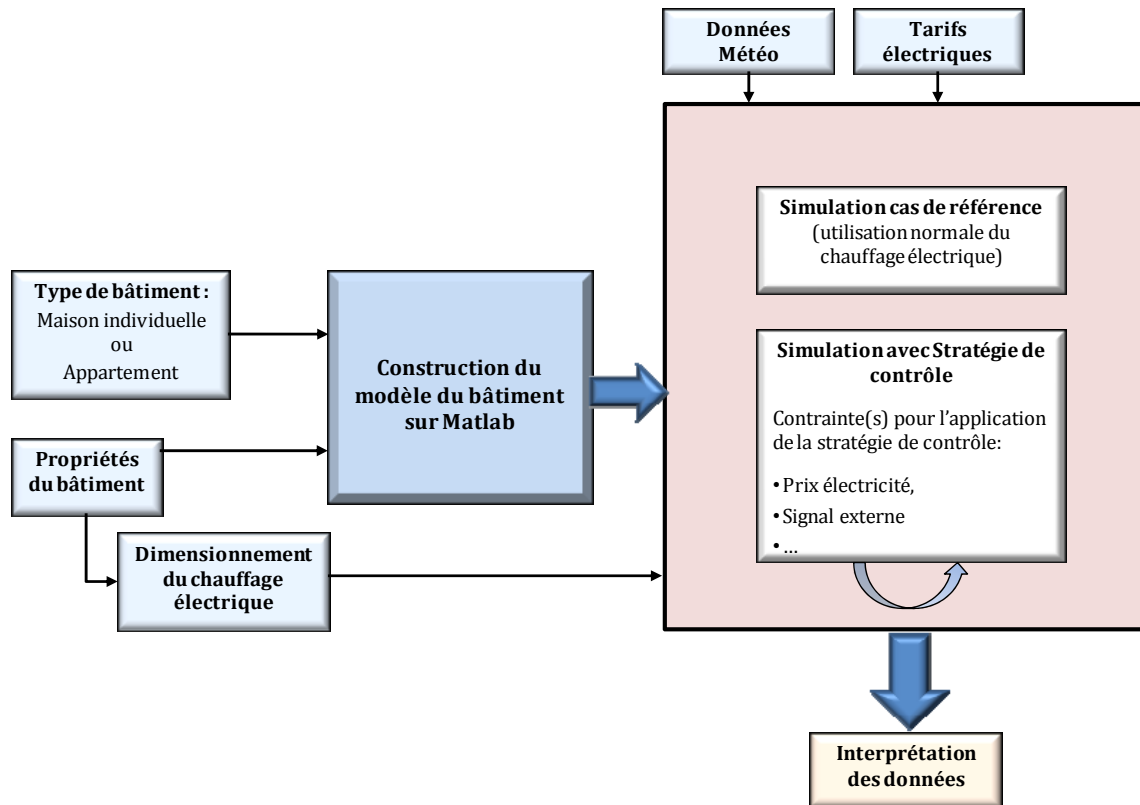 Données
Météo
Tarifs
électriques
Simulation cas de référence
(utilisation normale du
chauffage électrique)
Type de bâtiment :
Maison individuelle
ou
Appartement
Construction du
modèle du bâtiment
sur Matlab
Simulation avec Stratégie de
contrôle
Contrainte(s) pour l'application
de la stratégie de contrôle:
• Prix électricité,
• Signal externe
• ...
Propriétés
du bâtiment
Dimensionnement
du chauffage
électrique
Interprétation
des données